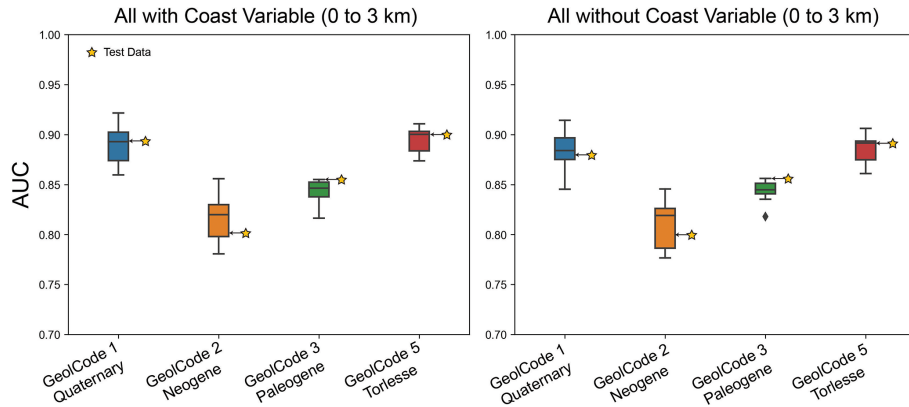 All with Coast Variable (0 to 3 km)
All without Coast Variable (0 to 3 km)
AUC
1.00
0.95
0.90
0.85
0.80
0.75
0.70
Test Data
GeolCode 1
Quaternary
GeolCode 2
Neogene
GeolCode 3
Paleogene
GeolCode 5
Torlesse
1.00
0.95
0.90
0.85
0.80
0.75
0.70
GeolCode 1
Quaternary
GeolCode 2
Neogene
GeolCode 3
Paleogene
GeolCode 5
Torlesse